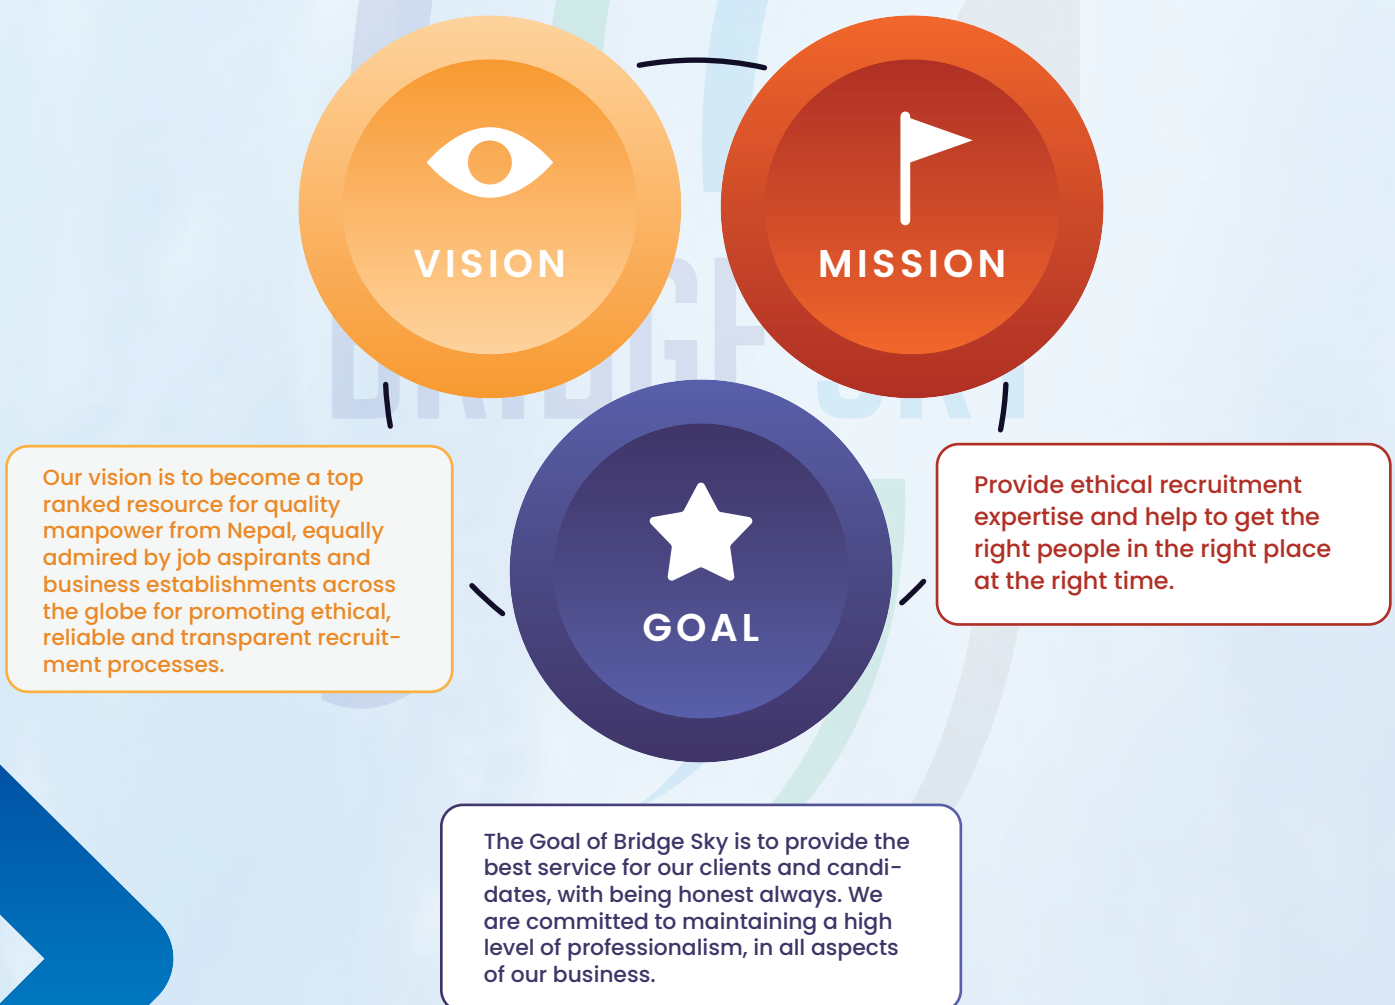 VISION
MISSION
BRIDGE SKY
GOAL
Our vision is to become a top
ranked resource for quality
manpower from Nepal, equally
admired by job aspirants and
business establishments across
the globe for promoting ethical,
reliable and transparent recruit-
ment processes.
Provide ethical recruitment
expertise and help to get the
right people in the right place
at the right time.
The Goal of Bridge Sky is to provide the
best service for our clients and candi-
dates, with being honest always. We
are committed to maintaining a high
level of professionalism, in all aspects
of our business.